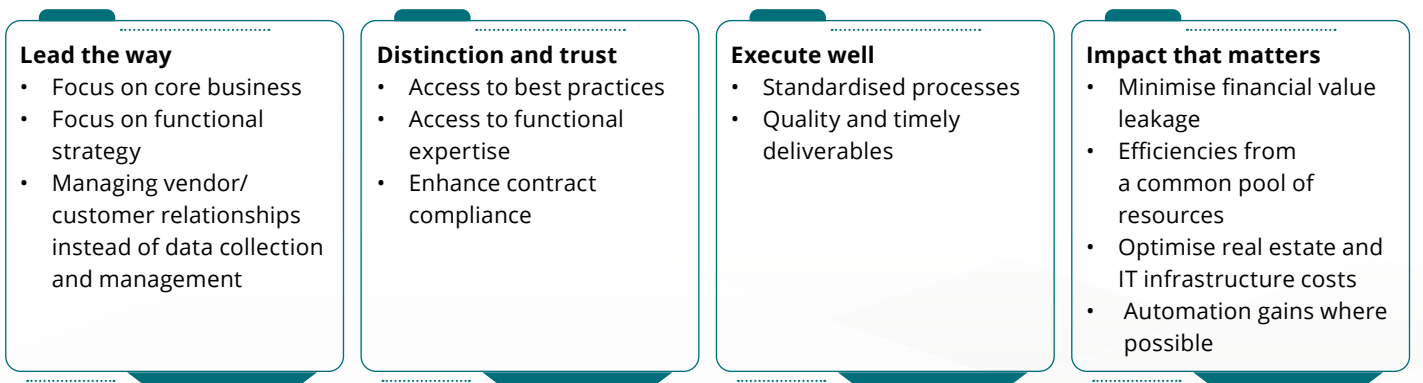 Lead the way
• Focus on core business
• Focus on functional
strategy
• Managing vendor/
customer relationships
instead of data collection
and management
Distinction and trust
• Access to best practices
• Access to functional
expertise
• Enhance contract
compliance
Execute well
• Standardised processes
• Quality and timely
deliverables
Impact that matters
• Minimise financial value
leakage
• Efficiencies from
a common pool of
resources
• Optimise real estate and
IT infrastructure costs
• Automation gains where
possible